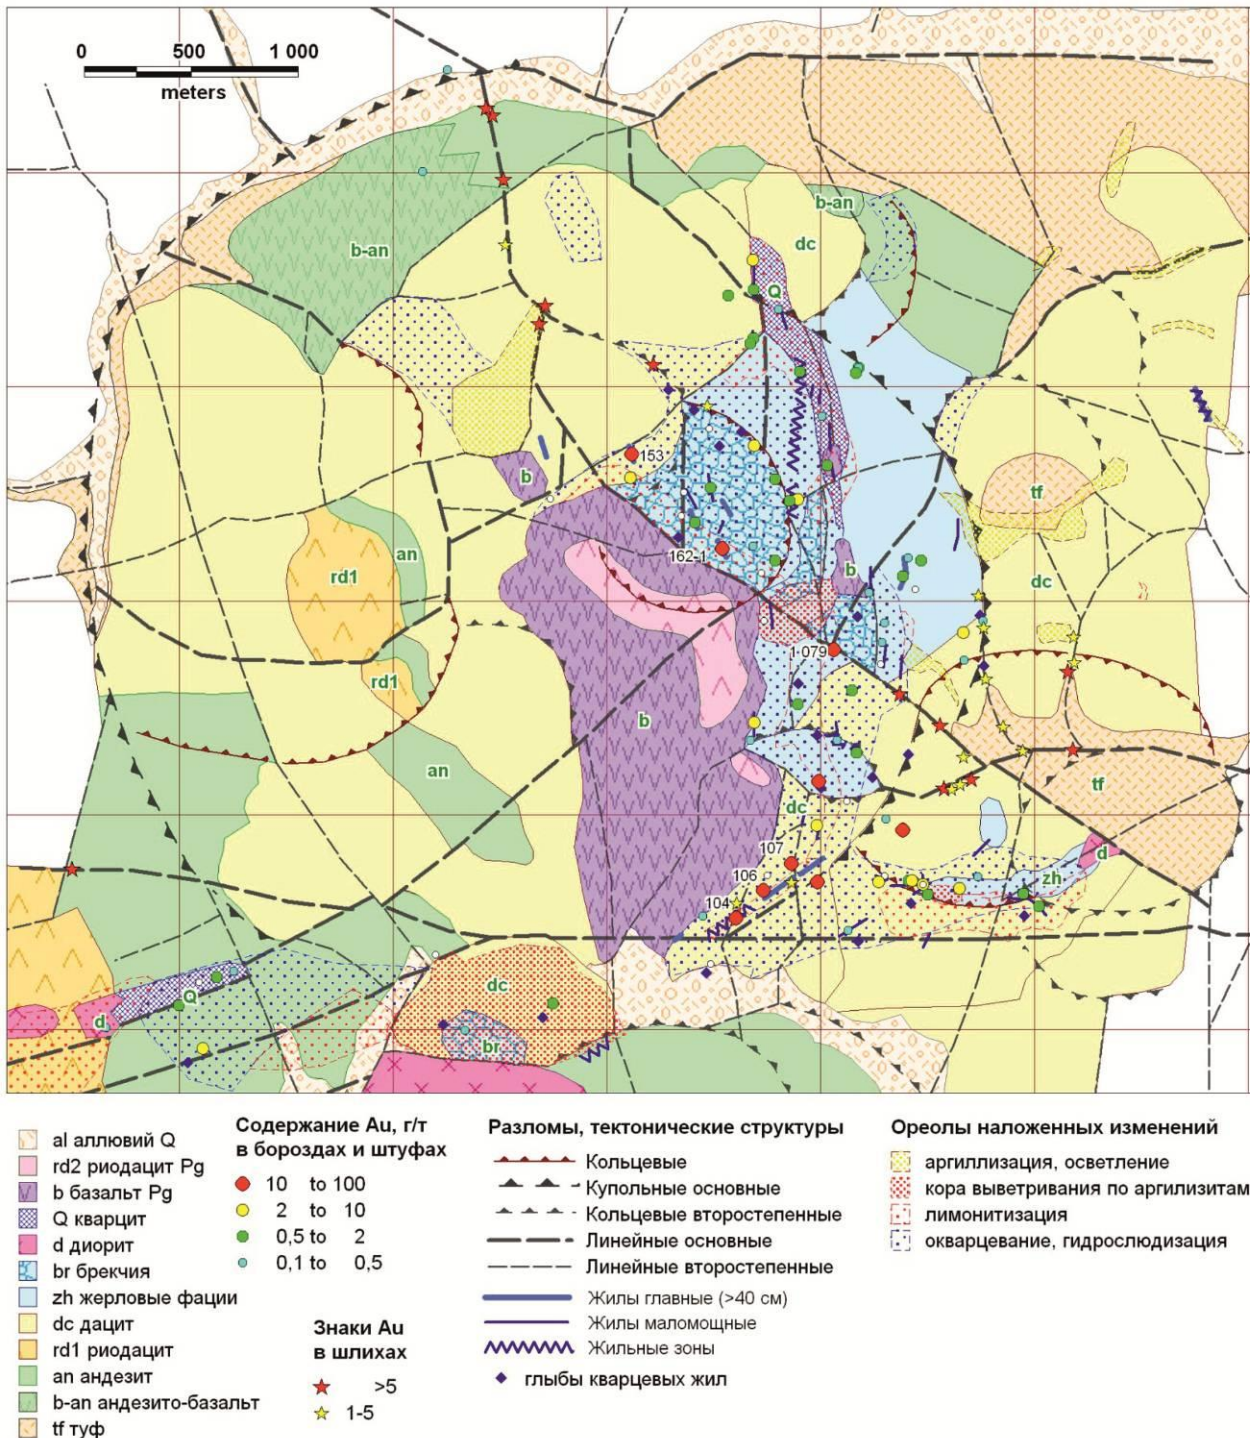 0 500 1 000
meters
b-an
dc
b-an
Q
153
b
tf
an
162-1
rd1
b
dc
1 079
rd1
b
an
tf
dc
107
d
106
zh
104
dc
Q
d
br
al аллювий Q
rd2 риодацит Pg
b базальт Pg
Q кварцит
d диорит
br брекчия
zh жерловые фации
dc дацит
rd1 риодацит
an андезит
b-an андезито-базальт
tf туф
Содержание Au, г/т
в бороздах и штуфах
10 to 100
2 to 10
0,5 to 2
0,1 to 0,5
Знаки Au
в шлихах
>5
1-5
Разломы, тектонические структуры
Кольцевые
Купольные основные
Кольцевые второстепенные
Линейные основные
Линейные второстепенные
Жилы главные (>40 см)
Жилы маломощные
Жильные зоны
глыбы кварцевых жил
Ореолы наложенных изменений
аргиллизация, осветление
кора выветривания по аргилизитам
лимонитизация
окварцевание, гидрослюдизация